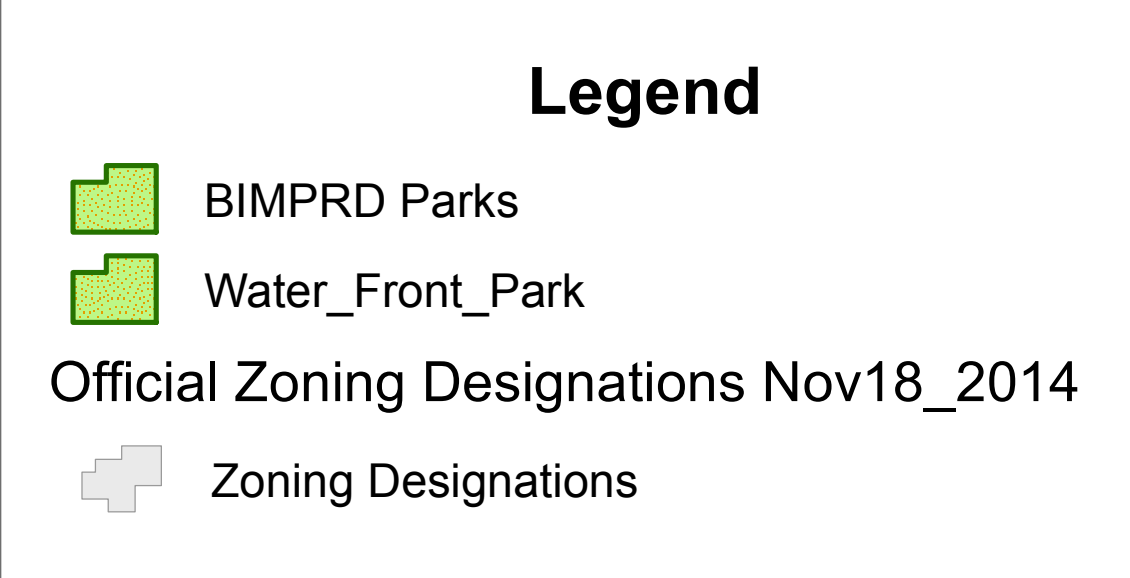 Legend
BIMPRD Parks
Water_Front_Park
Official Zoning Designations Nov18_2014
Zoning Designations